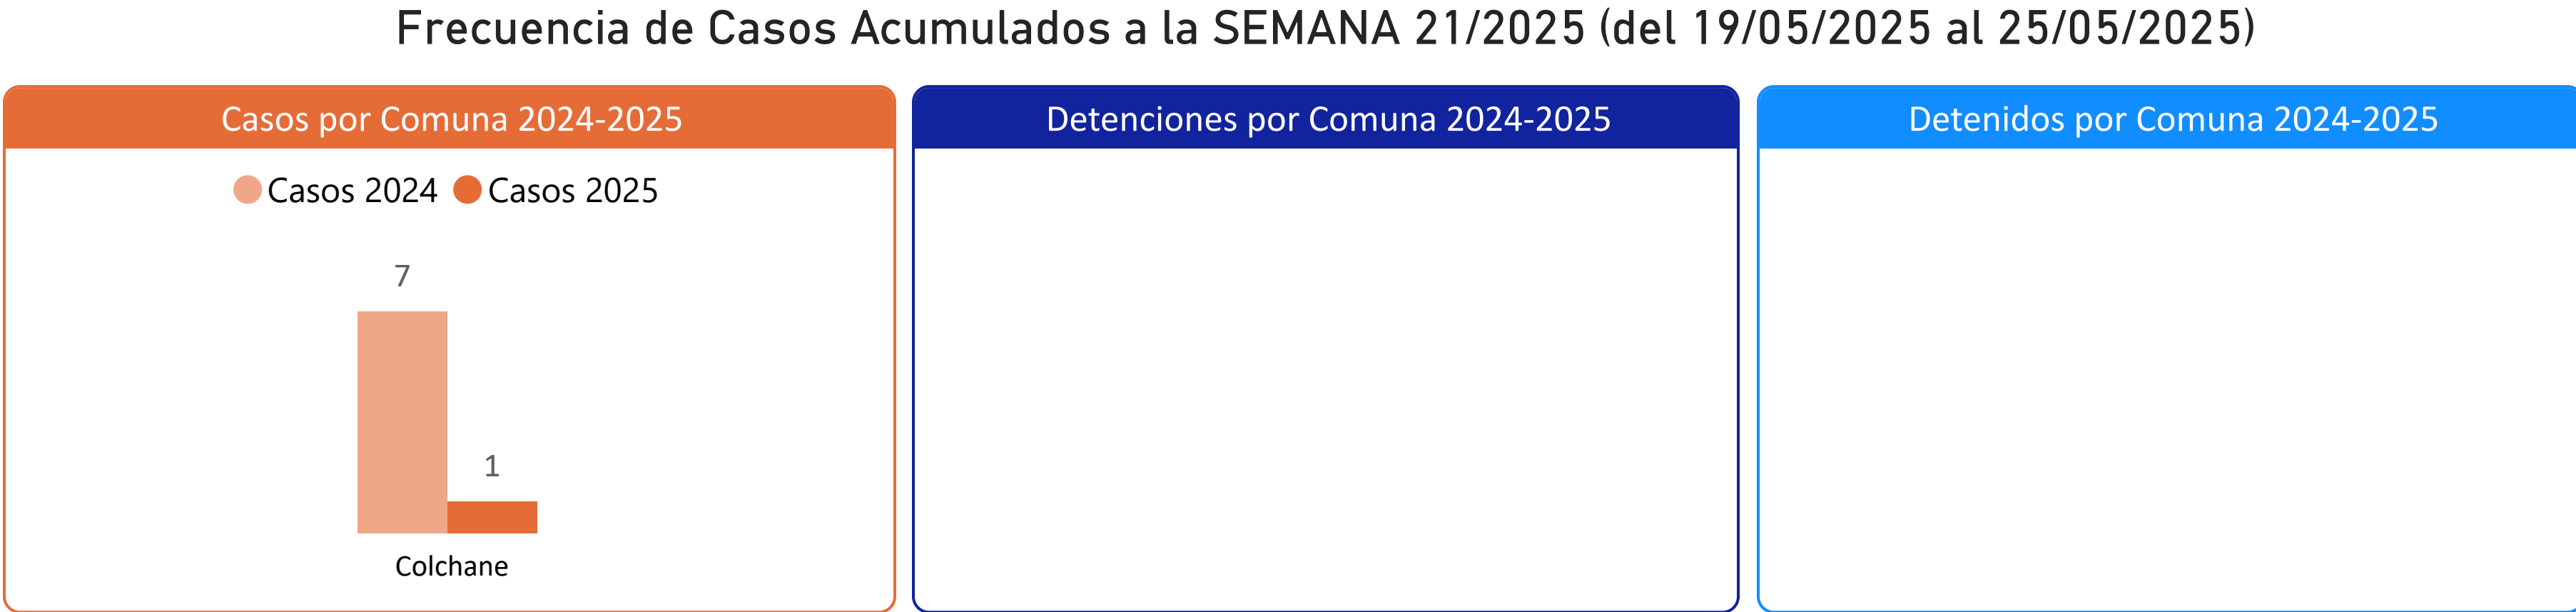 Frecuencia de Casos Acumulados a la SEMANA 21/2025 (del 19/05/2025 al 25/05/2025)
Casos por Comuna 2024-2025
Casos 2024 Casos 2025
7
1
Colchane
Detenciones por Comuna 2024-2025
Detenidos por Comuna 2024-2025